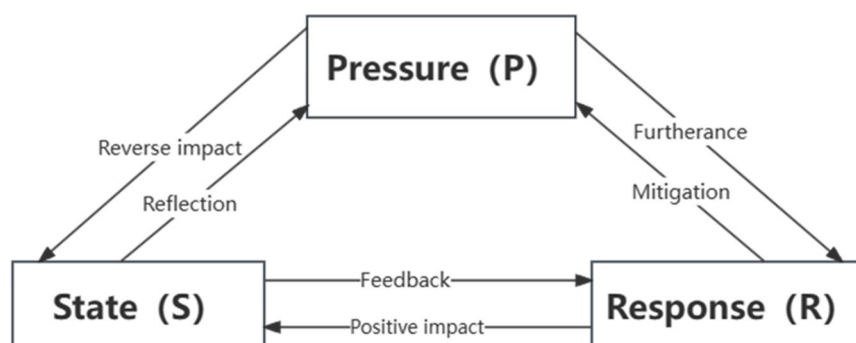 Pressure (P)
Reverse impact
Furtherance
Reflection
Mitigation
State (S)
Feedback
Response (R)
Positive impact